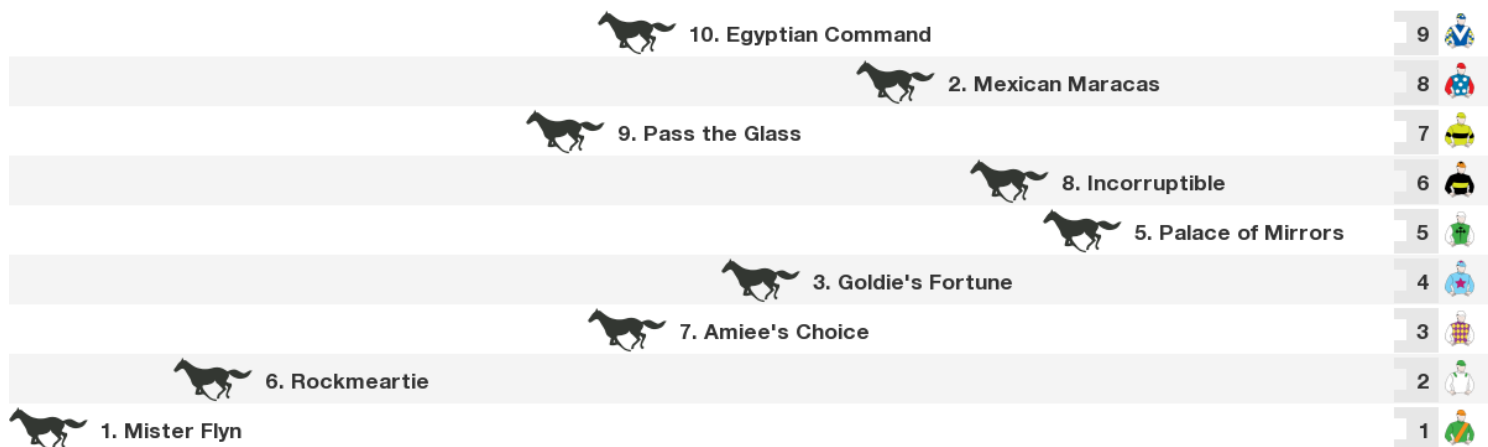 10. Egyptian Command 9
2. Mexican Maracas 8
9. Pass the Glass 7
8. Incorruptible 6
5. Palace of Mirrors 5
3. Goldie's Fortune 4
7. Amiee's Choice 3
6. Rockmeartie 2
1. Mister Flyn 1